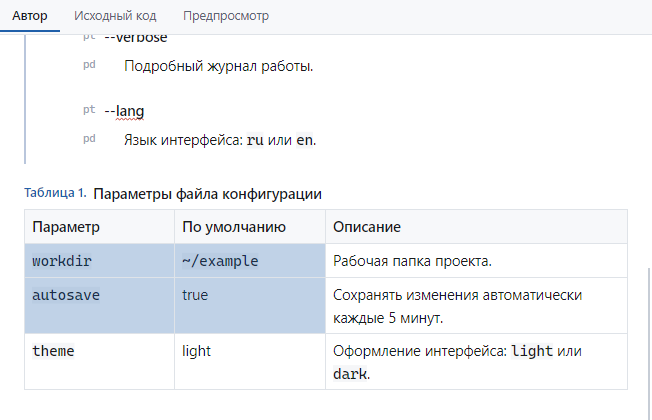 Автор Исходный код Предпросмотр
pt --verbose
pd Подробный журнал работы.
pt --lang
pd Язык интерфейса: ru или en.
Таблица 1. Параметры файла конфигурации
Параметр По умолчанию Описание
workdir ~/example Рабочая папка проекта.
autosave true Сохранять изменения автоматически
каждые 5 минут.
theme light Оформление интерфейса: light или
dark.